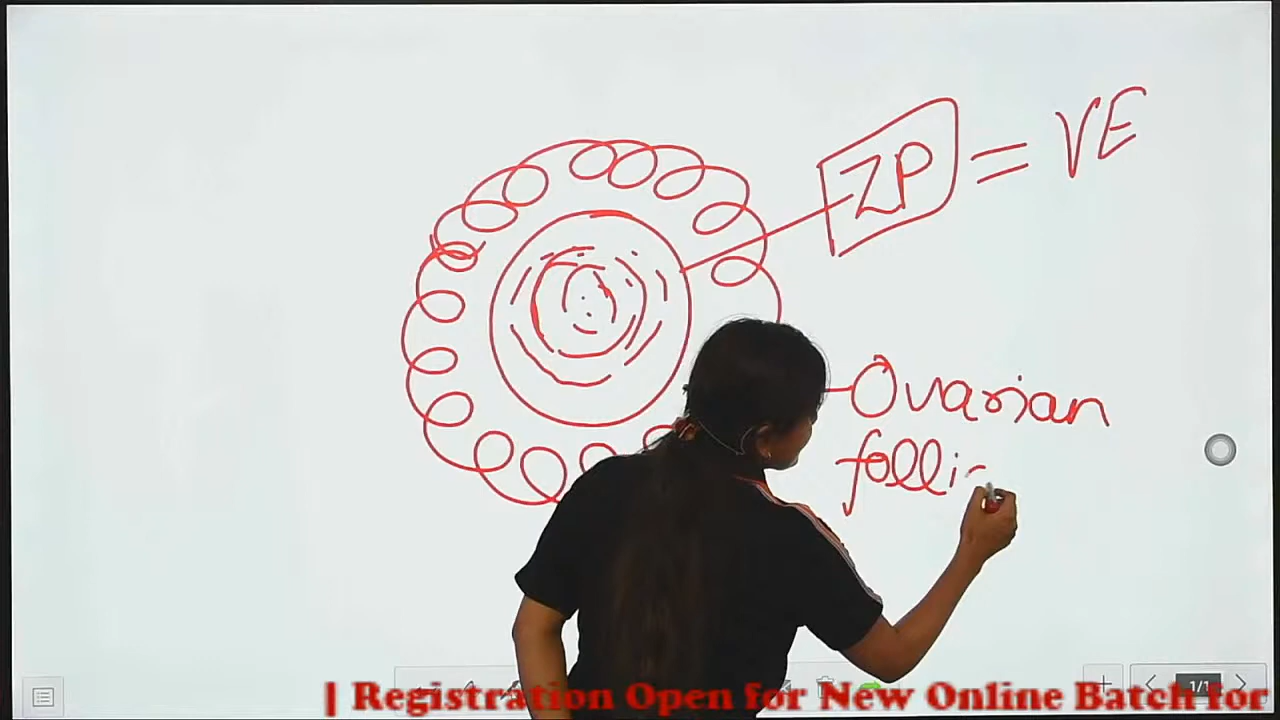 ZP = VE
Ovarian
folli
| Registration Open for New Online Batch for
1/1